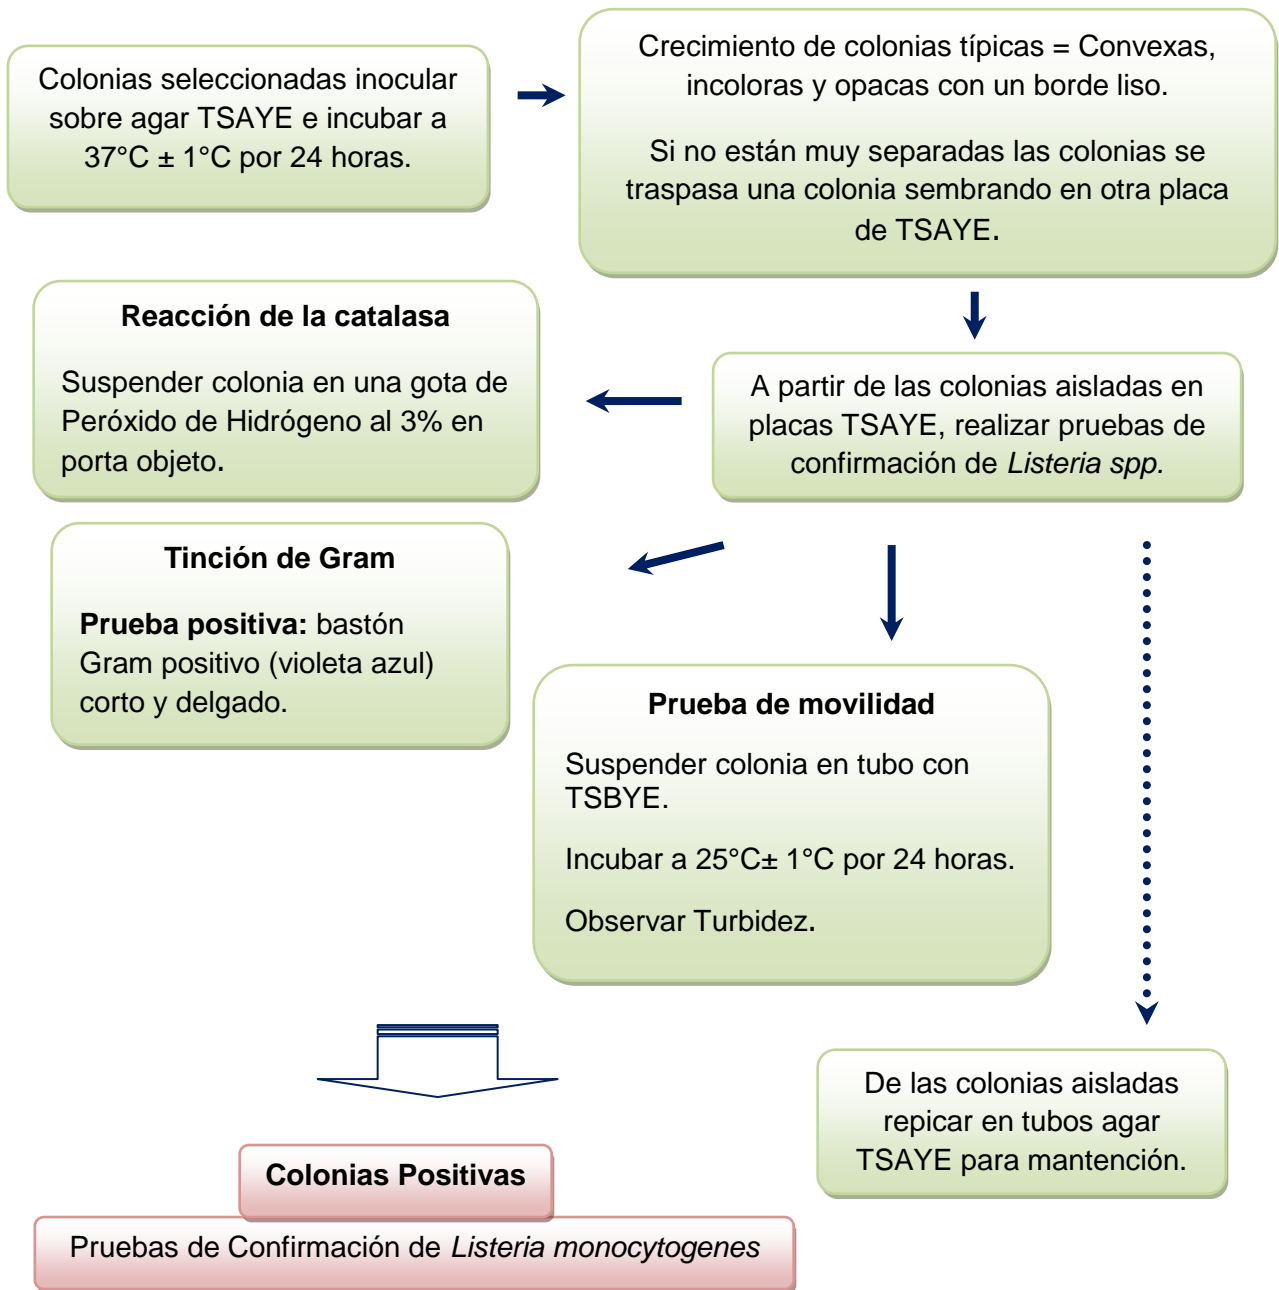 Colonias seleccionadas inocular
sobre agar TSAYE e incubar a
37°C ± 1°C por 24 horas.
Crecimiento de colonias típicas = Convexas,
incoloras y opacas con un borde liso.
Si no están muy separadas las colonias se
traspasa una colonia sembrando en otra placa
de TSAYE.
Reacción de la catalasa
Suspender colonia en una gota de
Peróxido de Hidrógeno al 3% en
porta objeto.
A partir de las colonias aisladas en
placas TSAYE, realizar pruebas de
confirmación de Listeria spp.
Tinción de Gram
Prueba positiva: bastón
Gram positivo (violeta azul)
corto y delgado.
Prueba de movilidad
Suspender colonia en tubo con
TSBYE.
Incubar a 25°C± 1°C por 24 horas.
Observar Turbidez.
De las colonias aisladas
repicar en tubos agar
TSAYE para mantención.
Colonias Positivas
Pruebas de Confirmación de Listeria monocytogenes